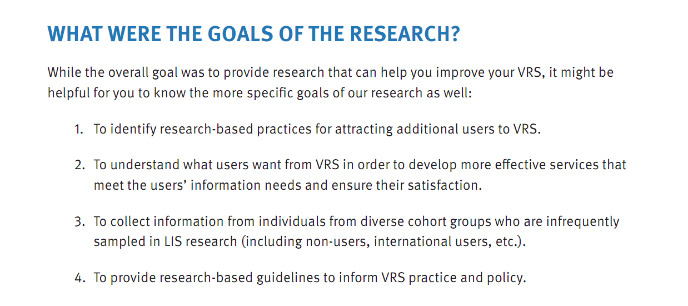 WHAT WERE THE GOALS OF THE RESEARCH?
While the overall goal was to provide research that can help you improve your VRS, it might be
helpful for you to know the more specific goals of our research as well:
1. To identify research-based practices for attracting additional users to VRS.
2. To understand what users want from VRS in order to develop more effective services that
meet the users’ information needs and ensure their satisfaction.
3. To collect information from individuals from diverse cohort groups who are infrequently
sampled in LIS research (including non-users, international users, etc.).
4. To provide research-based guidelines to inform VRS practice and policy.